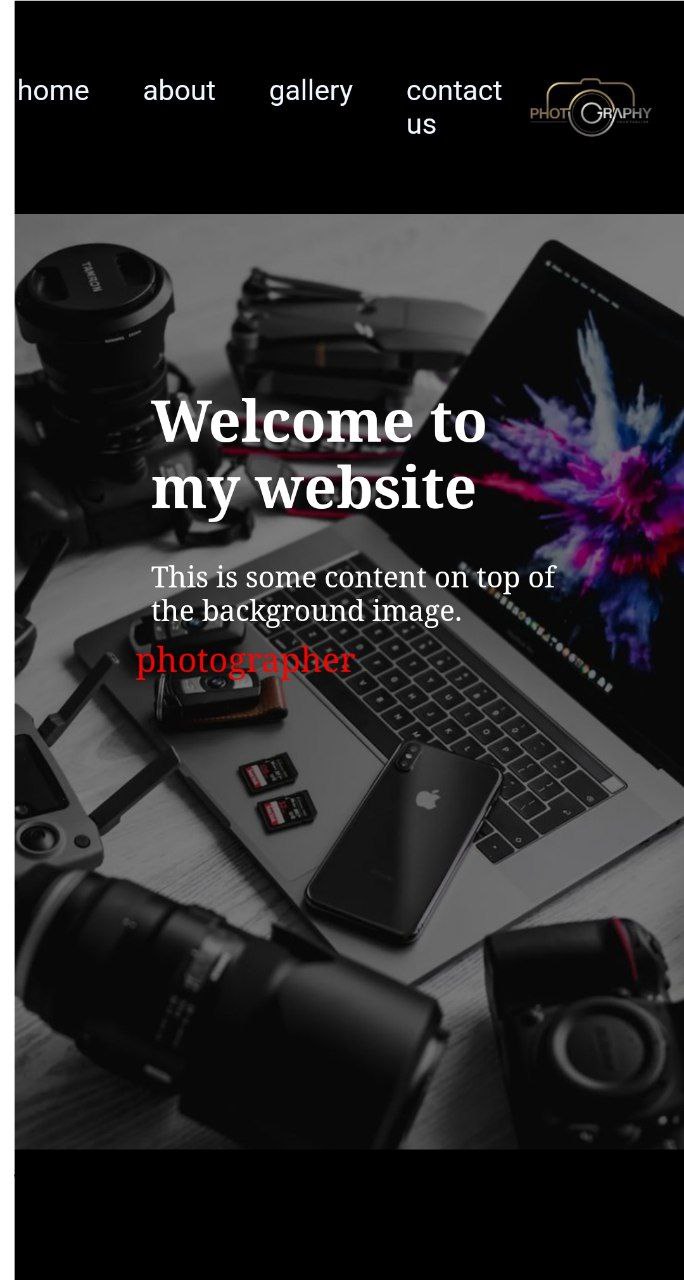 home about gallery contact us
PHOTOGRAPHY
TAMRON
Welcome to
my website
This is some content on top of
the background image.
photographer